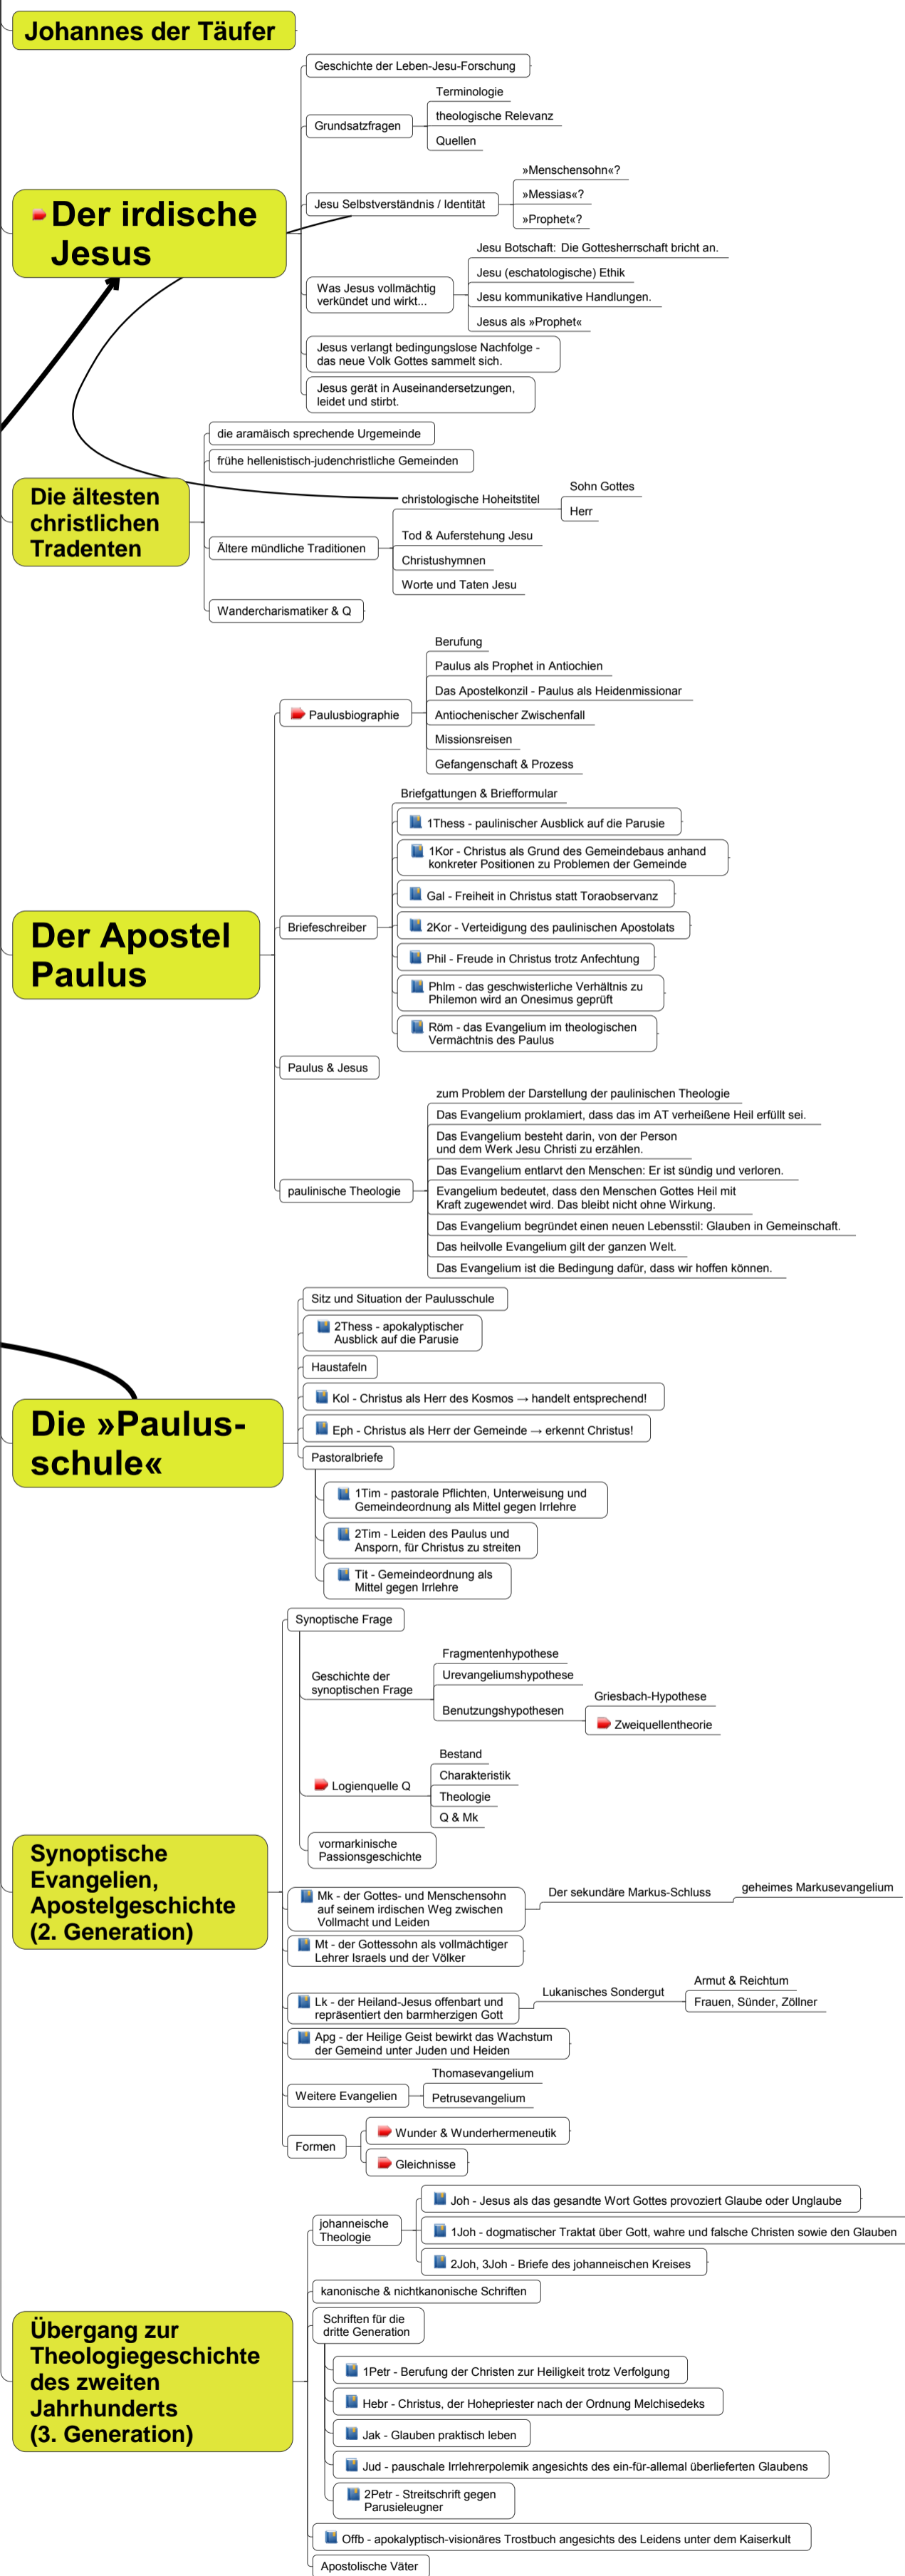 Johannes der Täufer
Geschichte der Leben-Jesu-Forschung
Terminologie
Grundsatzfragen
theologische Relevanz
Quellen
Der irdische
Jesus
»Menschensohn«?
Jesu Selbstverständnis / Identität
»Messias«?
»Prophet«?
Jesu Botschaft: Die Gottesherrschaft bricht an.
Was Jesus vollmächtig
verkündet und wirkt...
Jesu (eschatologische) Ethik
Jesu kommunikative Handlungen.
Jesus als »Prophet«
Jesus verlangt bedingungslose Nachfolge -
das neue Volk Gottes sammelt sich.
Jesus gerät in Auseinandersetzungen,
leidet und stirbt.
die aramäisch sprechende Urgemeinde
frühe hellenistisch-judenchristliche Gemeinden
Die ältesten
christlichen
Tradenten
Ältere mündliche Traditionen
christologische Hoheitstitel
Sohn Gottes
Herr
Tod & Auferstehung Jesu
Christushymnen
Worte und Taten Jesu
Wandercharismatiker & Q
Der Apostel
Paulus
Paulusbiographie
Berufung
Paulus als Prophet in Antiochien
Das Apostelkonzil - Paulus als Heidenmissionar
Antiochenischer Zwischenfall
Missionsreisen
Gefangenschaft & Prozess
Briefeschreiber
Briefgattungen & Briefformular
1Thess - paulinischer Ausblick auf die Parusie
1Kor - Christus als Grund des Gemeindebaus anhand
konkreter Positionen zu Problemen der Gemeinde
Gal - Freiheit in Christus statt Toraobservanz
2Kor - Verteidigung des paulinischen Apostolats
Phil - Freude in Christus trotz Anfechtung
Phlm - das geschwisterliche Verhältnis zu
Philemon wird an Onesimus geprüft
Röm - das Evangelium im theologischen
Vermächtnis des Paulus
Paulus & Jesus
paulinische Theologie
zum Problem der Darstellung der paulinischen Theologie
Das Evangelium proklamiert, dass das im AT verheißene Heil erfüllt sei.
Das Evangelium besteht darin, von der Person
und dem Werk Jesu Christi zu erzählen.
Das Evangelium entlarvt den Menschen: Er ist sündig und verloren.
Evangelium bedeutet, dass den Menschen Gottes Heil mit
Kraft zugewendet wird. Das bleibt nicht ohne Wirkung.
Das Evangelium begründet einen neuen Lebensstil: Glauben in Gemeinschaft.
Das heilvolle Evangelium gilt der ganzen Welt.
Das Evangelium ist die Bedingung dafür, dass wir hoffen können.
Die »Paulus-
schule«
Sitz und Situation der Paulusschule
2Thess - apokalyptischer
Ausblick auf die Parusie
Haustafeln
Kol - Christus als Herr des Kosmos → handelt entsprechend!
Eph - Christus als Herr der Gemeinde → erkennt Christus!
Pastoralbriefe
1Tim - pastorale Pflichten, Unterweisung und
Gemeindeordnung als Mittel gegen Irrlehre
2Tim - Leiden des Paulus und
Ansporn, für Christus zu streiten
Tit - Gemeindeordnung als
Mittel gegen Irrlehre
Synoptische
Evangelien,
Apostelgeschichte
(2. Generation)
Synoptische Frage
Geschichte der
synoptischen Frage
Fragmentenhypothese
Urevangeliumshypothese
Benutzungshypothesen
Griesbach-Hypothese
Zweiquellentheorie
Logienquelle Q
Bestand
Charakteristik
Theologie
Q & Mk
vormarkinische
Passionsgeschichte
Mk - der Gottes- und Menschensohn
auf seinem irdischen Weg zwischen
Vollmacht und Leiden
Der sekundäre Markus-Schluss
geheimes Markusevangelium
Mt - der Gottessohn als vollmächtiger
Lehrer Israels und der Völker
Lk - der Heiland-Jesus offenbart und
repräsentiert den barmherzigen Gott
Lukanisches Sondergut
Armut & Reichtum
Frauen, Sünder, Zöllner
Apg - der Heilige Geist bewirkt das Wachstum
der Gemeind unter Juden und Heiden
Weitere Evangelien
Thomasevangelium
Petrusevangelium
Formen
Wunder & Wunderhermeneutik
Gleichnisse
Übergang zur
Theologiegeschichte
des zweiten
Jahrhunderts
(3. Generation)
johanneische
Theologie
Joh - Jesus als das gesandte Wort Gottes provoziert Glaube oder Unglaube
1Joh - dogmatischer Traktat über Gott, wahre und falsche Christen sowie den Glauben
2Joh, 3Joh - Briefe des johanneischen Kreises
kanonische & nichtkanonische Schriften
Schriften für die
dritte Generation
1Petr - Berufung der Christen zur Heiligkeit trotz Verfolgung
Hebr - Christus, der Hohepriester nach der Ordnung Melchisedeks
Jak - Glauben praktisch leben
Jud - pauschale Irrlehrerpolemik angesichts des ein-für-allemal überlieferten Glaubens
2Petr - Streitschrift gegen
Parusieleugner
Offb - apokalyptisch-visionäres Trostbuch angesichts des Leidens unter dem Kaiserkult
Apostolische Väter